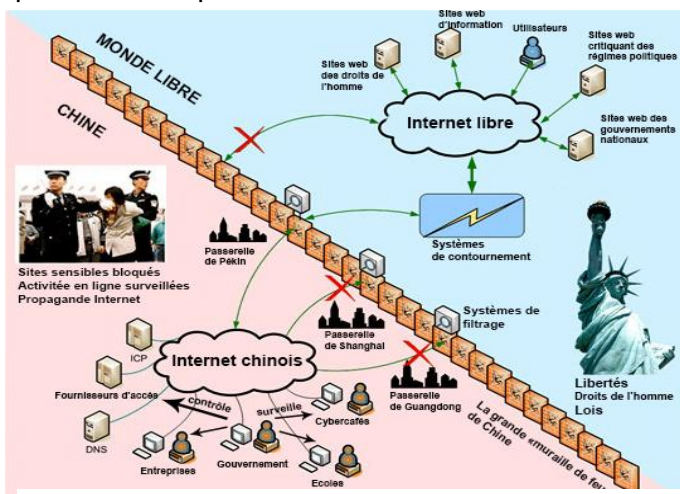 MONDE LIBRE
CHINE
Sites web
d'information
Utilisateurs
Sites web
des droits de
l'homme
Sites web
critiquant des
régimes politiques
Internet libre
Sites web des
gouvernements
nationaux
Passerelle
de Pékin
Systèmes
de contournement
Sites sensibles bloqués
Activitée en ligne surveillées
Propagande Internet
Passerelle
de Shanghaï
Systèmes de
filtrage
ICP
Internet chinois
Fournisseurs d'accès
Passerelle
de Guangdong
Libertés
Droits de l'homme
Lois
contrôle
surveille
Cybercafés
DNS
Entreprises
Gouvernement
Ecoles
La grande «muraille de feu
de Chine